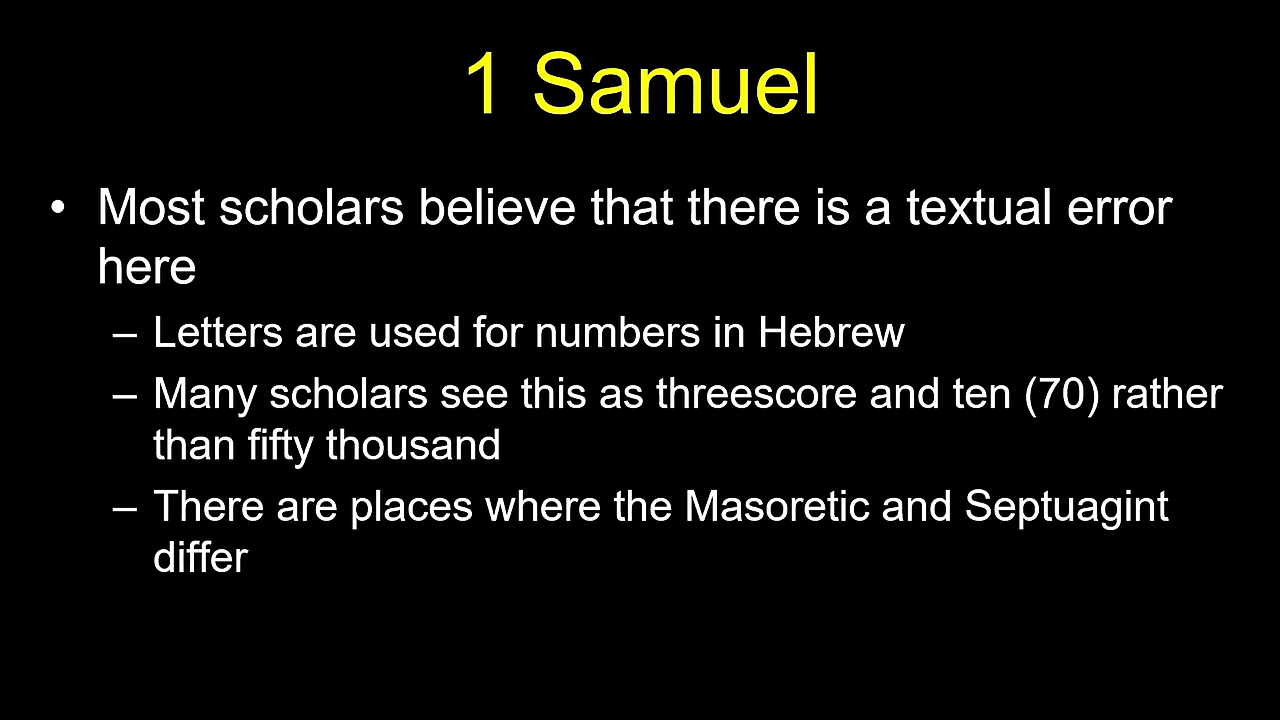 1 Samuel
• Most scholars believe that there is a textual error
here
– Letters are used for numbers in Hebrew
– Many scholars see this as threescore and ten (70) rather
than fifty thousand
– There are places where the Masoretic and Septuagint
differ